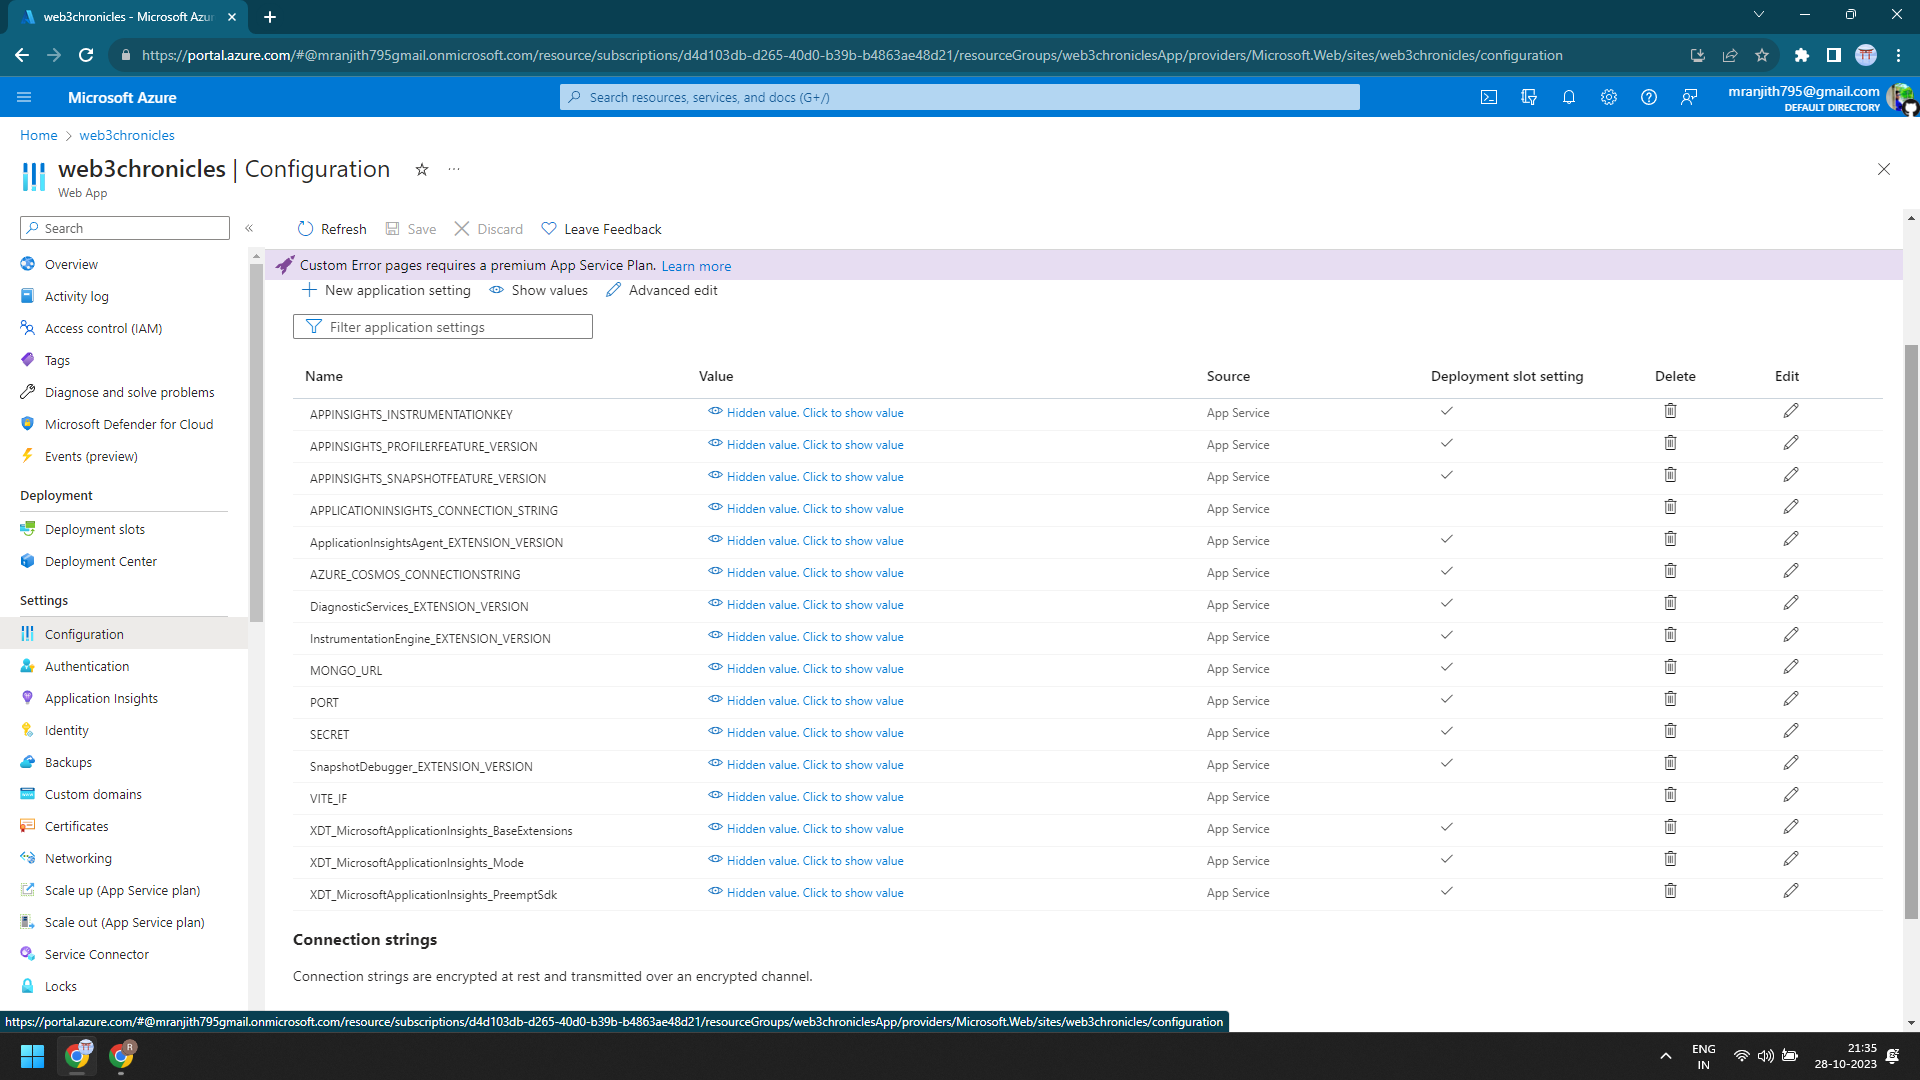 web3chronicles - Microsoft Azur
https://portal.azure.com/#@mranjith795gmail.onmicrosoft.com/resource/subscriptions/d4d103db-d265-40d0-b39b-b4863ae48d21/resourceGroups/web3chroniclesApp/providers/Microsoft.Web/sites/web3chronicles/configuration
Microsoft Azure
Search resources, services, and docs (G+/)
mranjith795@gmail.com
DEFAULT DIRECTORY
Home > web3chronicles
web3chronicles | Configuration
Web App
Search
Refresh Save Discard Leave Feedback
Overview
Activity log
Access control (IAM)
Tags
Diagnose and solve problems
Microsoft Defender for Cloud
Events (preview)
Deployment
Deployment slots
Deployment Center
Settings
Configuration
Authentication
Application Insights
Identity
Backups
Custom domains
Certificates
Networking
Scale up (App Service plan)
Scale out (App Service plan)
Service Connector
Locks
Custom Error pages requires a premium App Service Plan. Learn more
New application setting Show values Advanced edit
Filter application settings
Name Value Source Deployment slot setting Delete Edit
APPINSIGHTS_INSTRUMENTATIONKEY Hidden value. Click to show value App Service
APPINSIGHTS_PROFILERFEATURE_VERSION Hidden value. Click to show value App Service
APPINSIGHTS_SNAPSHOTFEATURE_VERSION Hidden value. Click to show value App Service
APPLICATIONINSIGHTS_CONNECTION_STRING Hidden value. Click to show value App Service
ApplicationInsightsAgent_EXTENSION_VERSION Hidden value. Click to show value App Service
AZURE_COSMOS_CONNECTIONSTRING Hidden value. Click to show value App Service
DiagnosticServices_EXTENSION_VERSION Hidden value. Click to show value App Service
InstrumentationEngine_EXTENSION_VERSION Hidden value. Click to show value App Service
MONGO_URL Hidden value. Click to show value App Service
PORT Hidden value. Click to show value App Service
SECRET Hidden value. Click to show value App Service
SnapshotDebugger_EXTENSION_VERSION Hidden value. Click to show value App Service
VITE_IF Hidden value. Click to show value App Service
XDT_MicrosoftApplicationInsights_BaseExtensions Hidden value. Click to show value App Service
XDT_MicrosoftApplicationInsights_Mode Hidden value. Click to show value App Service
XDT_MicrosoftApplicationInsights_PreemptSdk Hidden value. Click to show value App Service
Connection strings
Connection strings are encrypted at rest and transmitted over an encrypted channel.
https://portal.azure.com/#@mranjith795gmail.onmicrosoft.com/resource/subscriptions/d4d103db-d265-40d0-b39b-b4863ae48d21/resourceGroups/web3chroniclesApp/providers/Microsoft.Web/sites/web3chronicles/configuration
R
ENG
IN
21:35
28-10-2023